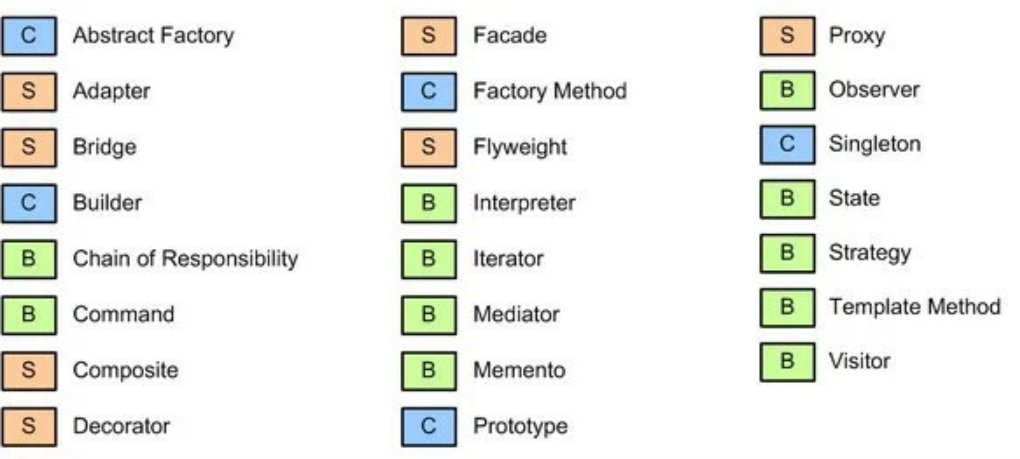 C Abstract Factory
S Adapter
S Bridge
C Builder
B Chain of Responsibility
B Command
S Composite
S Decorator
S Facade
C Factory Method
S Flyweight
B Interpreter
B Iterator
B Mediator
B Memento
C Prototype
S Proxy
B Observer
C Singleton
B State
B Strategy
B Template Method
B Visitor